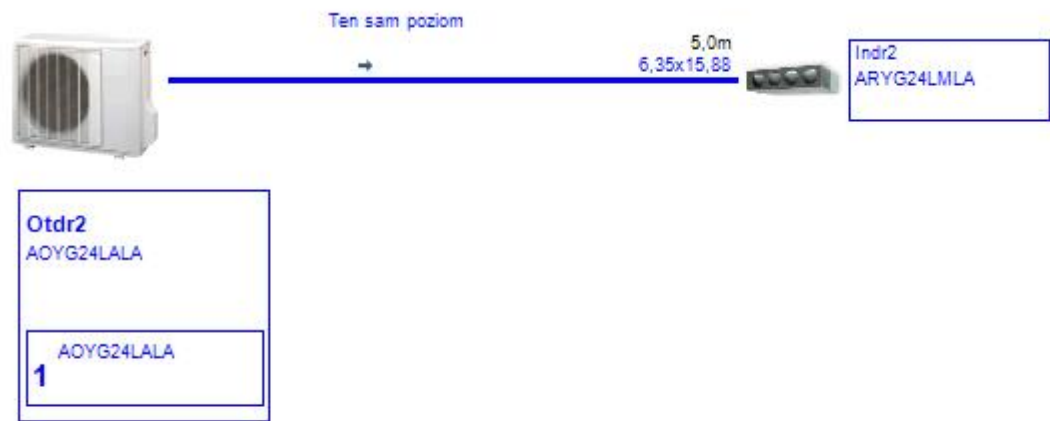 Ten sam poziom
5,0m
6,35x15,88
Indr2
ARYG24LMLA
Otdr2
AOYG24LALA
AOYG24LALA
1